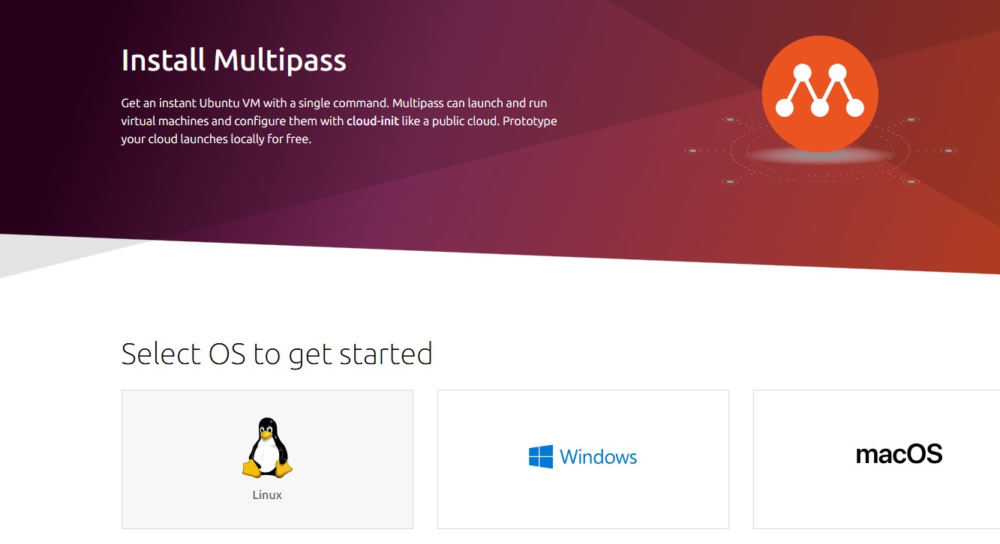 Install Multipass
Get an instant Ubuntu VM with a single command. Multipass can launch and run
virtual machines and configure them with cloud-init like a public cloud. Prototype
your cloud launches locally for free.
Select OS to get started
Linux
Windows
macOS